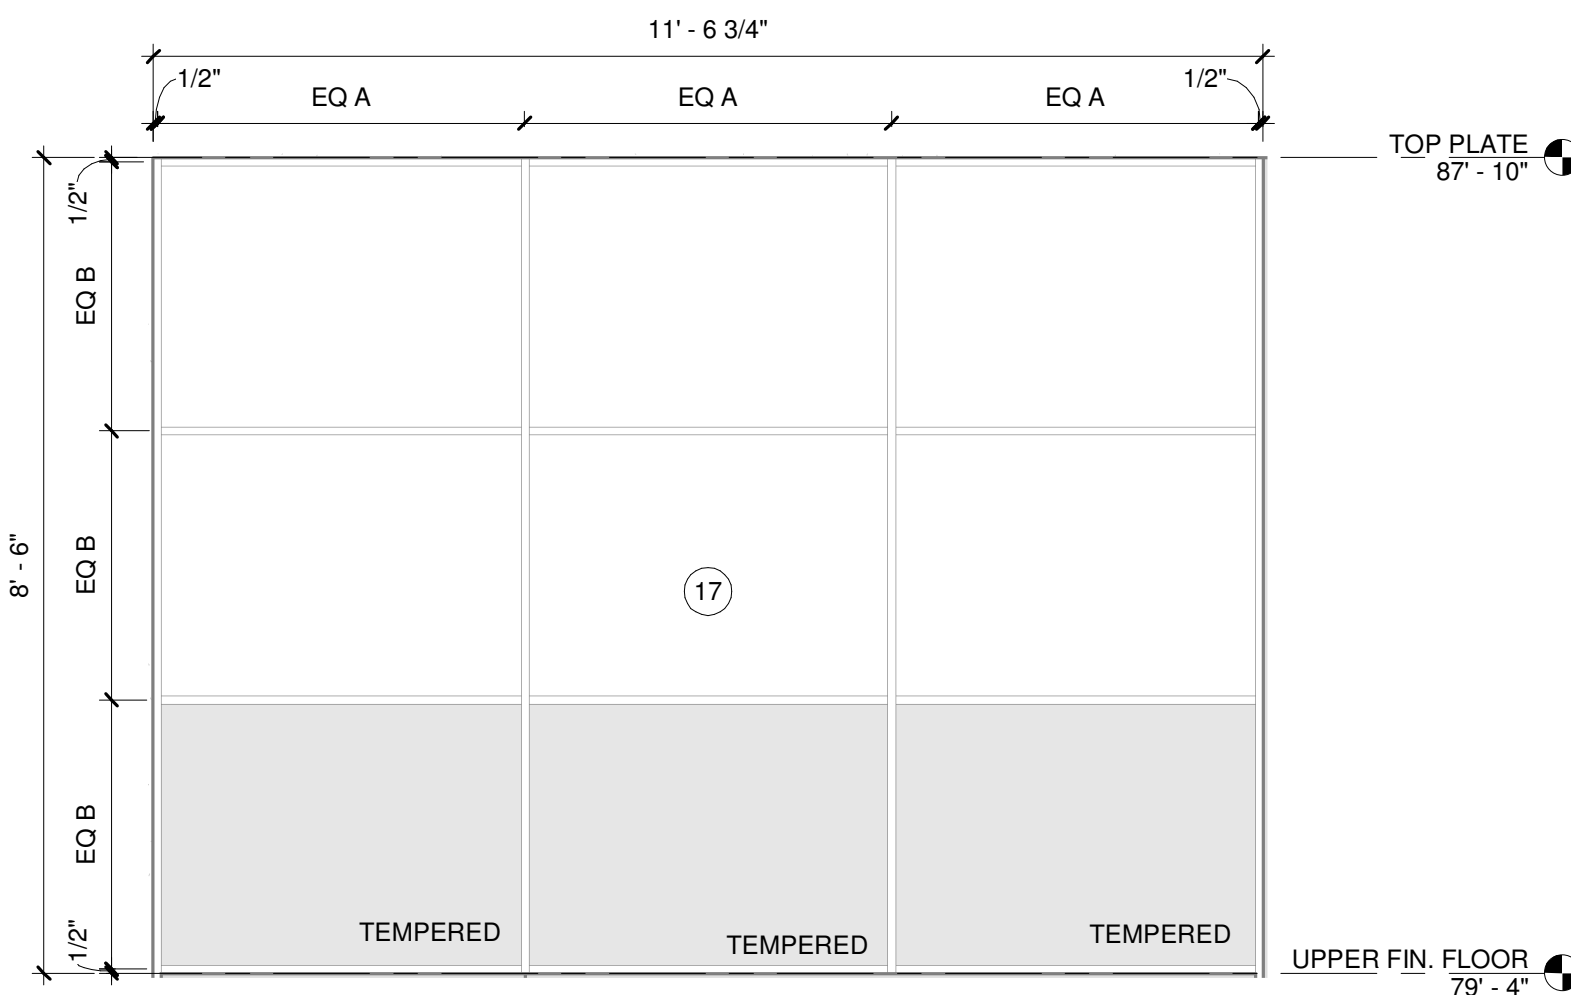 11' - 6 3/4"
1/2"
EQ A
EQ A
EQ A
1/2"
TOP PLATE
87' - 10"
1/2"
EQ B
EQ B
8' - 6"
17
EQ B
1/2"
TEMPERED
TEMPERED
TEMPERED
UPPER FIN. FLOOR
79' - 4"